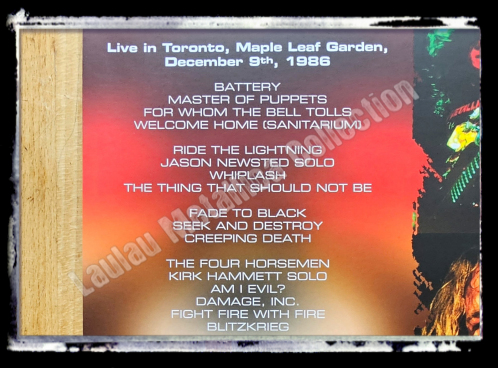 Live in Toronto, Maple Leaf Garden,
December 9th, 1986
BATTERY
MASTER OF PUPPETS
FOR WHOM THE BELL TOLLS
WELCOME HOME (SANITARIUM)
RIDE THE LIGHTNING
JASON NEWSTED SOLO
WHIPLASH
THE THING THAT SHOULD NOT BE
FADE TO BLACK
SEEK AND DESTROY
CREEPING DEATH
THE FOUR HORSEMEN
KIRK HAMMETT SOLO
AM I EVIL?
DAMAGE, INC.
FIGHT FIRE WITH FIRE
BLITZKRIEG